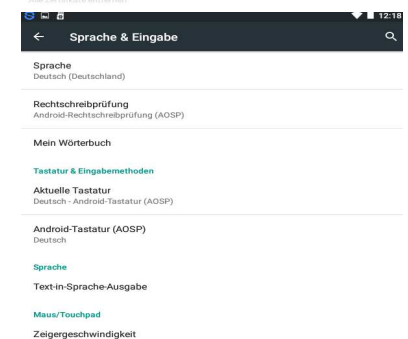 12:18
Sprache & Eingabe
Sprache
Deutsch (Deutschland)
Rechtschreibprüfung
Android-Rechtschreibprüfung (AOSP)
Mein Wörterbuch
Tastatur & Eingabemethoden
Aktuelle Tastatur
Deutsch - Android-Tastatur (AOSP)
Android-Tastatur (AOSP)
Deutsch
Sprache
Text-in-Sprache-Ausgabe
Maus/Touchpad
Zeigergeschwindigkeit